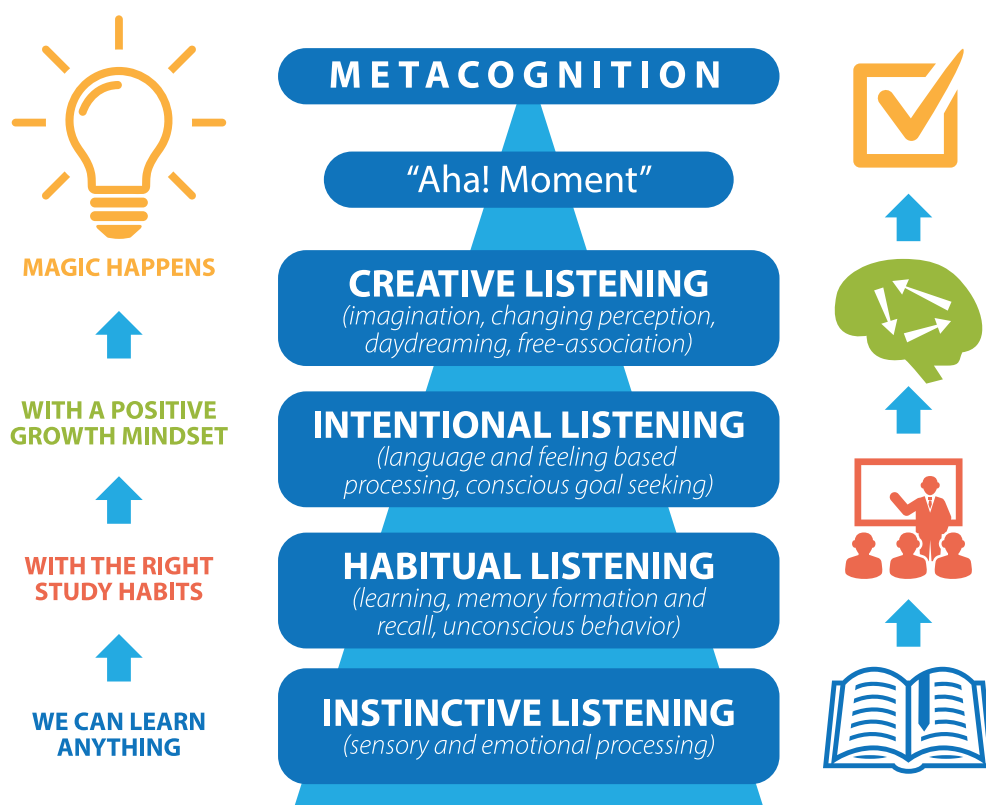 METACOGNITION
“Aha! Moment”
CREATIVE LISTENING
(imagination, changing perception,
daydreaming, free-association)
INTENTIONAL LISTENING
(language and feeling based
processing, conscious goal seeking)
HABITUAL LISTENING
(learning, memory formation and
recall, unconscious behavior)
INSTINCTIVE LISTENING
(sensory and emotional processing)
MAGIC HAPPENS
WITH A POSITIVE
GROWTH MINDSET
WITH THE RIGHT
STUDY HABITS
WE CAN LEARN
ANYTHING